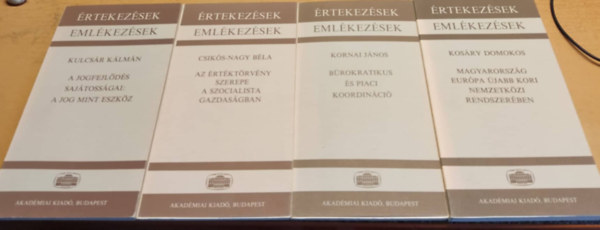 ÉRTEKEZÉSEK
EMLÉKEZÉSEK
KULCSÁR KÁLMÁN
A JOGFEJLŐDÉS
SAJÁTOSSÁGAI:
A JOG MINT ESZKÖZ
AKADÉMIAI KIADÓ, BUDAPEST
ÉRTEKEZÉSEK
EMLÉKEZÉSEK
CSIKÓS-NAGY BÉLA
AZ ÉRTÉKTÖRVÉNY
SZEREPE
A SZOCIALISTA
GAZDASÁGBAN
AKADÉMIAI KIADÓ, BUDAPEST
ÉRTEKEZÉSEK
EMLÉKEZÉSEK
KORNAI JÁNOS
BÜROKRATIKUS
ÉS PIACI
KOORDINÁCIÓ
AKADÉMIAI KIADÓ, BUDAPEST
ÉRTEKEZÉSEK
EMLÉKEZÉSEK
KOSÁRY DOMOKOS
MAGYARORSZÁG
EURÓPA ÚJABB KORI
NEMZETKÖZI
RENDSZERÉBEN
AKADÉMIAI KIADÓ, BUDAPEST